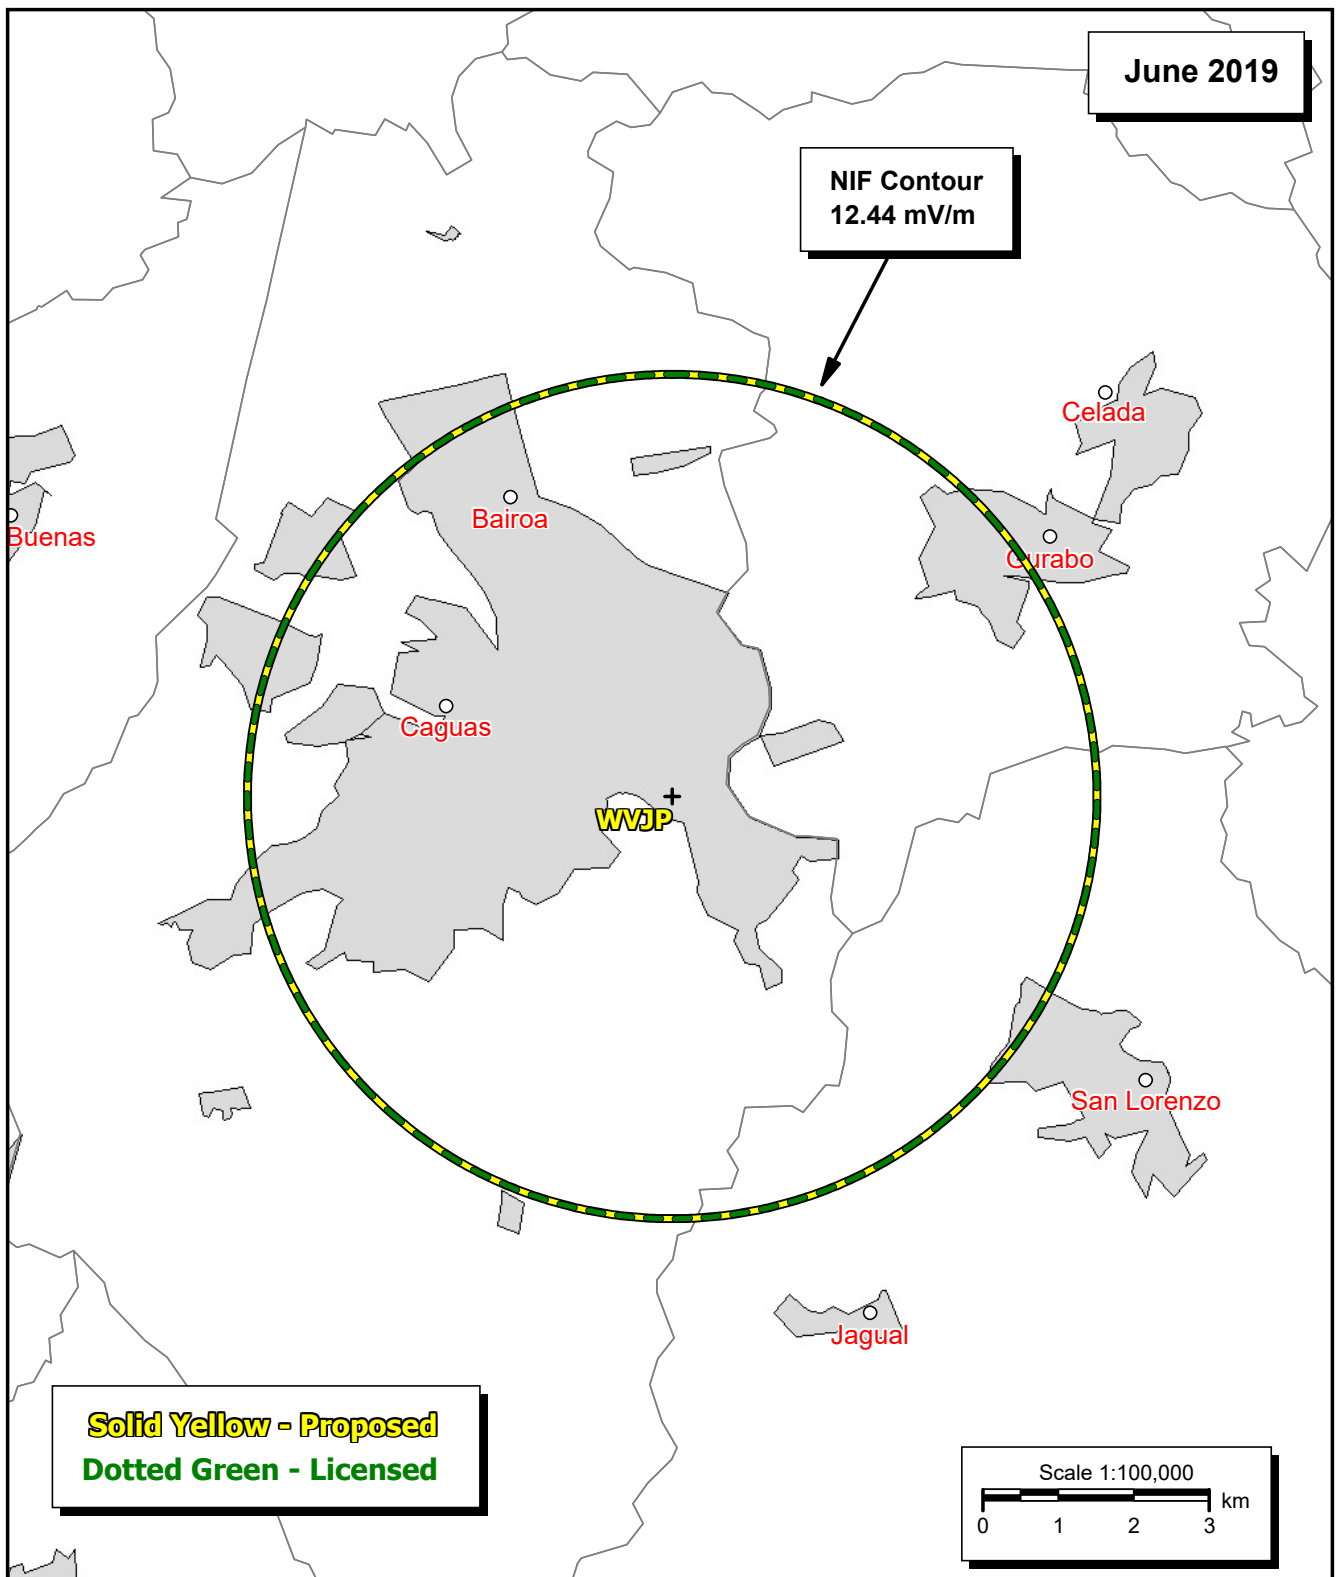 June 2019
NIF Contour
12.44 mV/m
Celada
Bairoa
Buenas
Gurabo
Caguas
WVJP
San Lorenzo
Jagual
Solid Yellow - Proposed
Dotted Green - Licensed
Scale 1:100,000
km
0 1 2 3